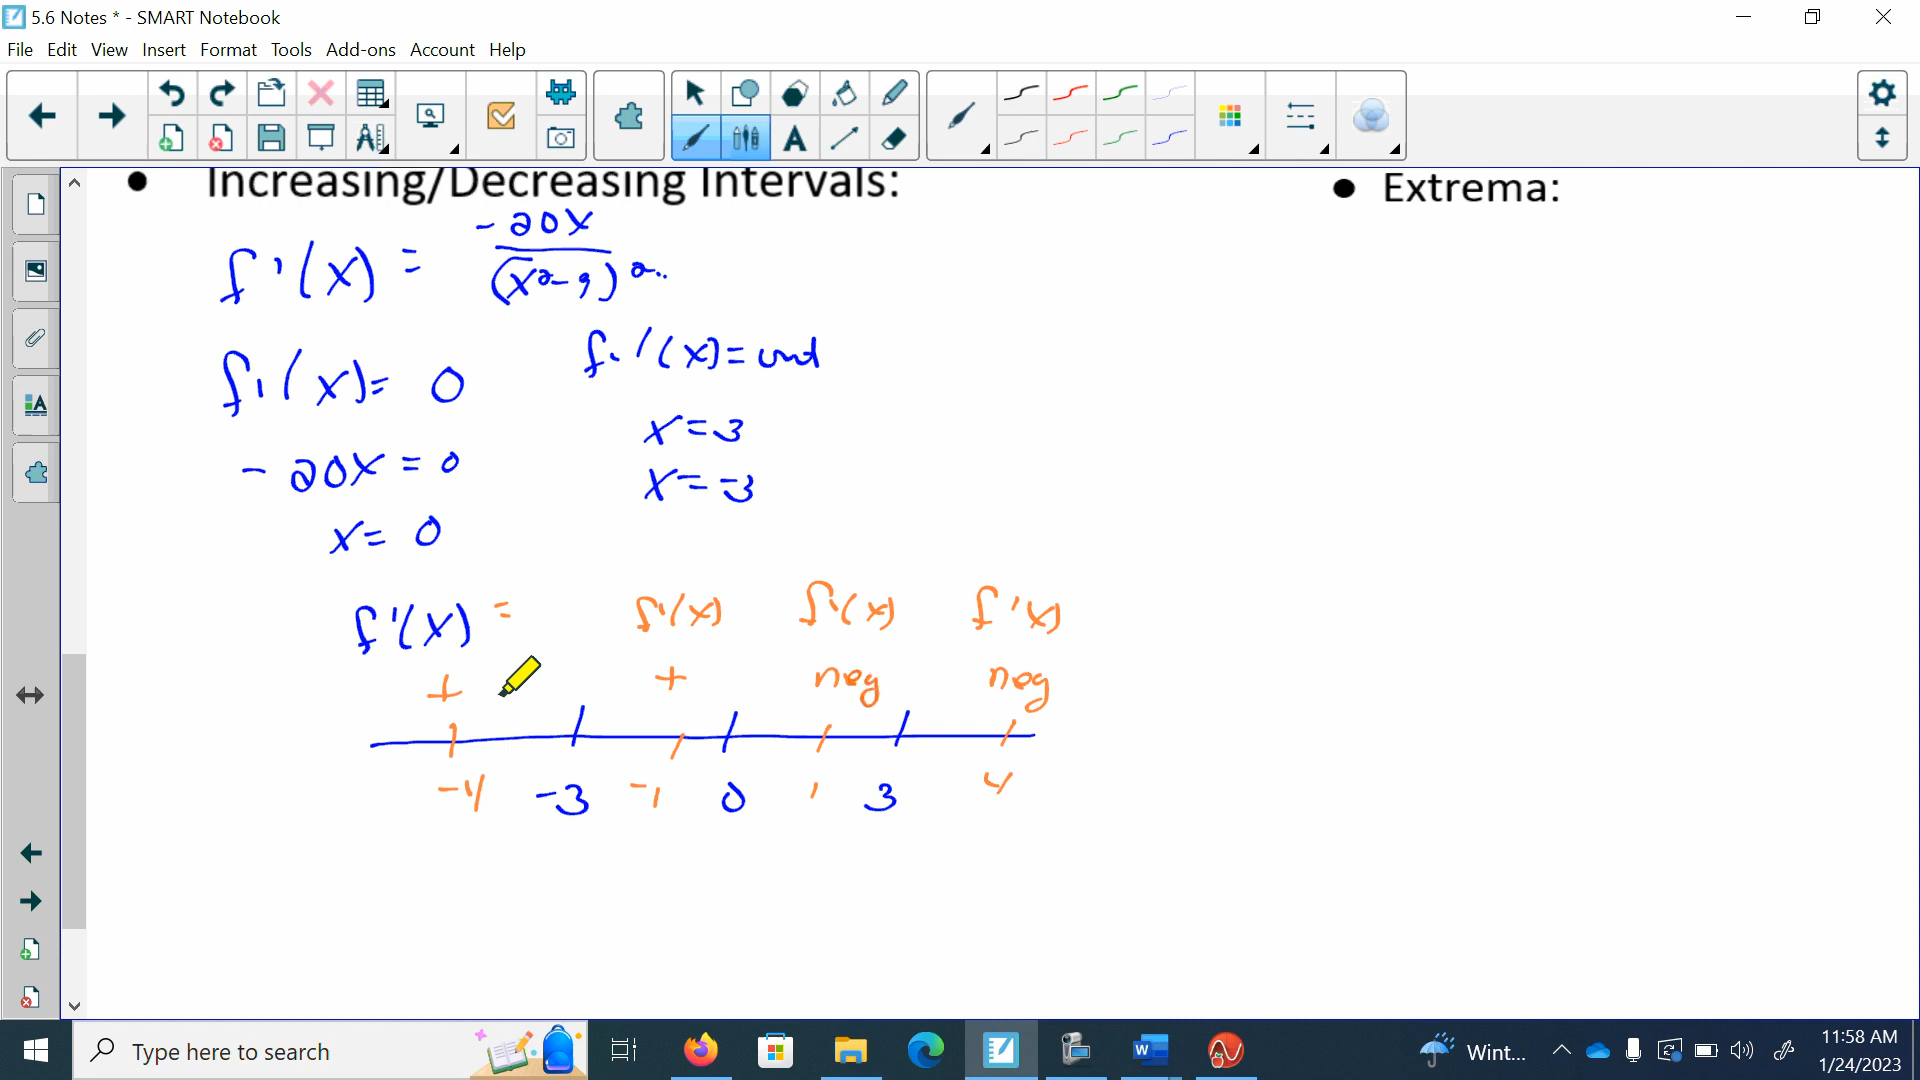 5.6 Notes * - SMART Notebook
File Edit View Insert Format Tools Add-ons Account Help
• Increasing/Decreasing Intervals:
• Extrema:
f'(x) = -20x / (x²-9)²
f'(x) = 0
f'(x) = und
x = 3
-20x = 0
x = -3
x = 0
f'(x) = f'(x) f'(x) f'x)
+ + neg neg
-4 -3 -1 0 1 3 4
Type here to search
Wint...
11:58 AM
1/24/2023